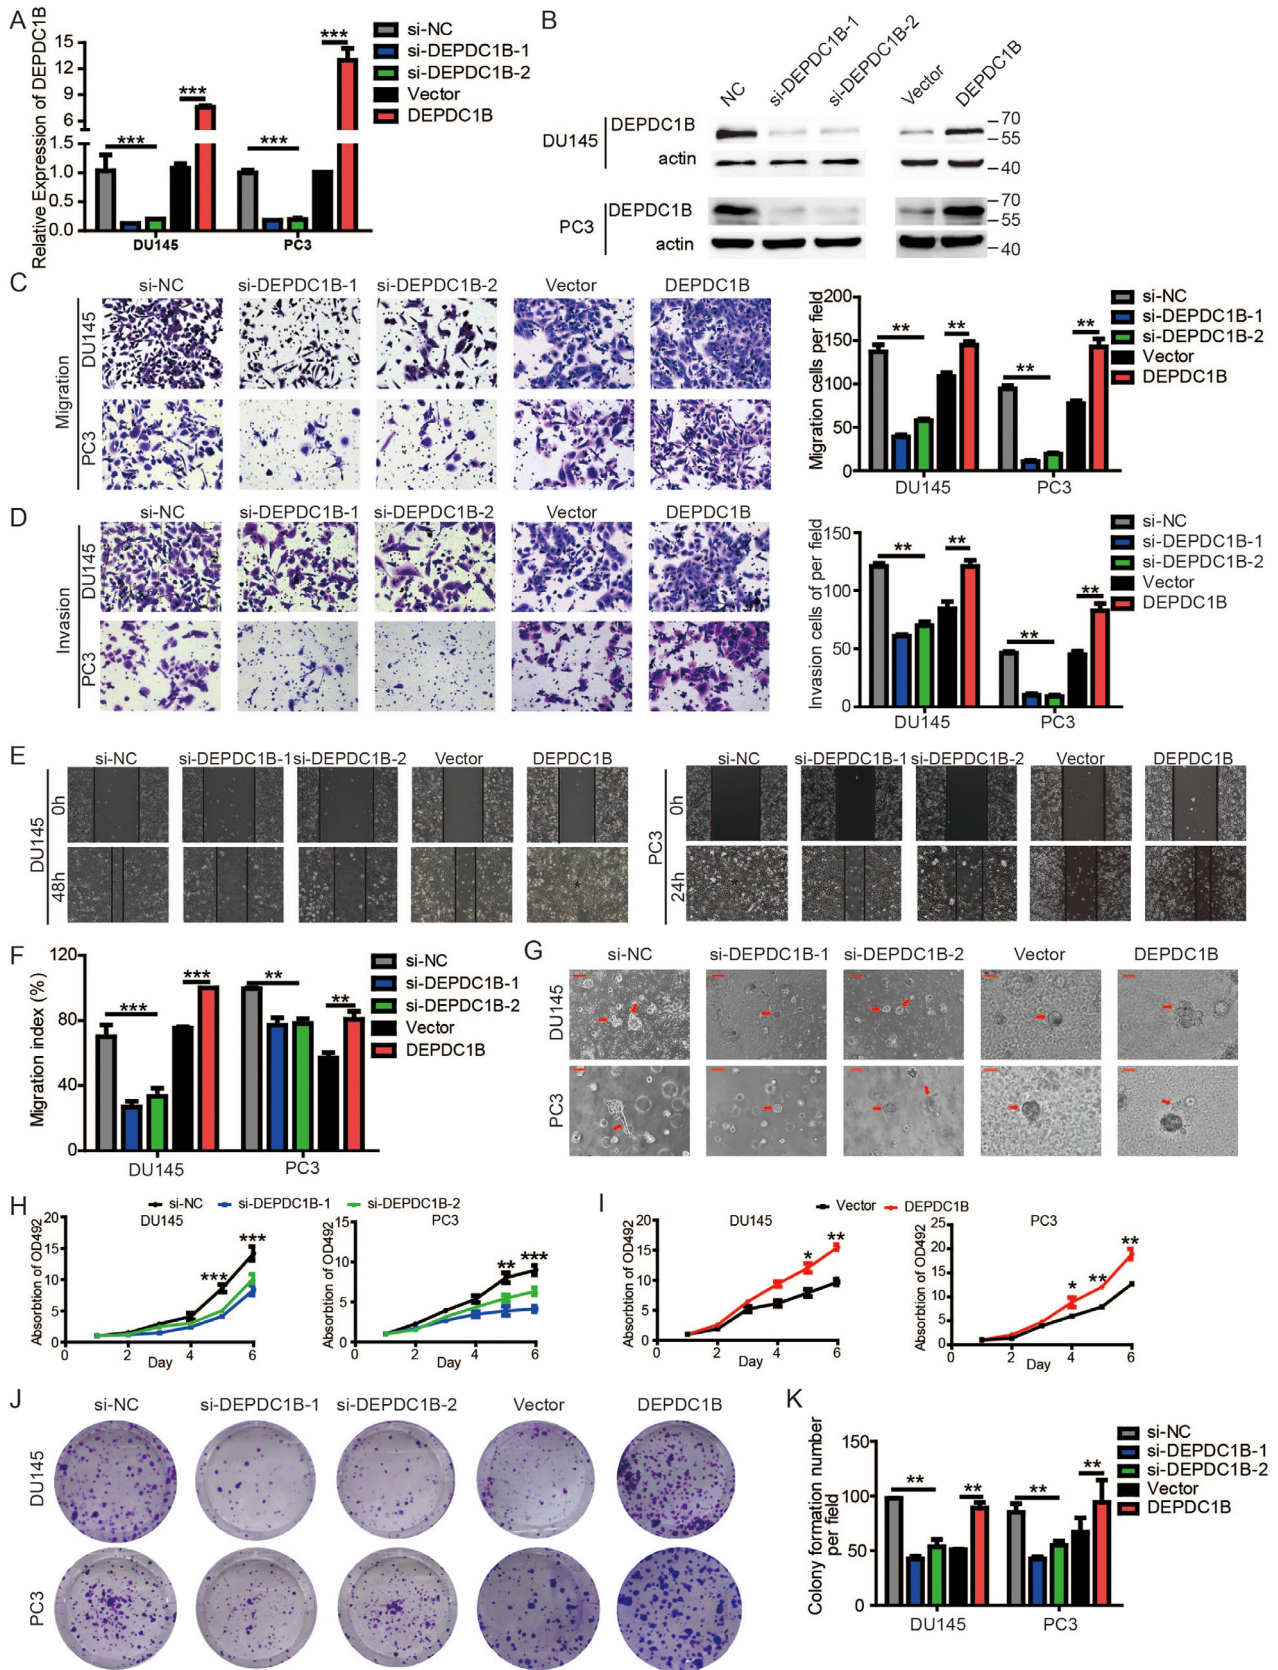 A
Relative Expression of DEPDC1B
15
12
9
6
1.5
1.0
0.5
0.0
***
***
***
***
DU145
PC3
si-NC
si-DEPDC1B-1
si-DEPDC1B-2
Vector
DEPDC1B
B
NC
si-DEPDC1B-1
si-DEPDC1B-2
Vector
DEPDC1B
DU145
DEPDC1B
actin
70
55
40
PC3
DEPDC1B
actin
70
55
40
C
si-NC
si-DEPDC1B-1
si-DEPDC1B-2
Vector
DEPDC1B
Migration
DU145
PC3
Migration cells per field
200
150
100
50
0
**
**
**
**
DU145
PC3
si-NC
si-DEPDC1B-1
si-DEPDC1B-2
Vector
DEPDC1B
D
si-NC
si-DEPDC1B-1
si-DEPDC1B-2
Vector
DEPDC1B
Invasion
DU145
PC3
Invasion cells of per field
150
100
50
0
**
**
**
**
DU145
PC3
si-NC
si-DEPDC1B-1
si-DEPDC1B-2
Vector
DEPDC1B
E
si-NC
si-DEPDC1B-1
si-DEPDC1B-2
Vector
DEPDC1B
DU145
0h
48h
*
si-NC
si-DEPDC1B-1
si-DEPDC1B-2
Vector
DEPDC1B
PC3
0h
24h
*
F
Migration index (%)
120
80
40
0
***
***
**
**
DU145
PC3
si-NC
si-DEPDC1B-1
si-DEPDC1B-2
Vector
DEPDC1B
G
si-NC
si-DEPDC1B-1
si-DEPDC1B-2
Vector
DEPDC1B
DU145
PC3
H
si-NC
si-DEPDC1B-1
si-DEPDC1B-2
DU145
Absorbtion of OD492
20
15
10
5
0
0
2
4
6
Day
***
***
PC3
Absorbtion of OD492
15
10
5
0
0
2
4
6
Day
**
***
I
Vector
DEPDC1B
DU145
Absorbtion of OD492
20
15
10
5
0
0
2
4
6
Day
*
**
PC3
Absorbtion of OD492
25
20
15
10
5
0
0
2
4
6
Day
*
**
**
J
si-NC
si-DEPDC1B-1
si-DEPDC1B-2
Vector
DEPDC1B
DU145
PC3
K
Colony formation number
per field
150
100
50
0
**
**
**
**
DU145
PC3
si-NC
si-DEPDC1B-1
si-DEPDC1B-2
Vector
DEPDC1B